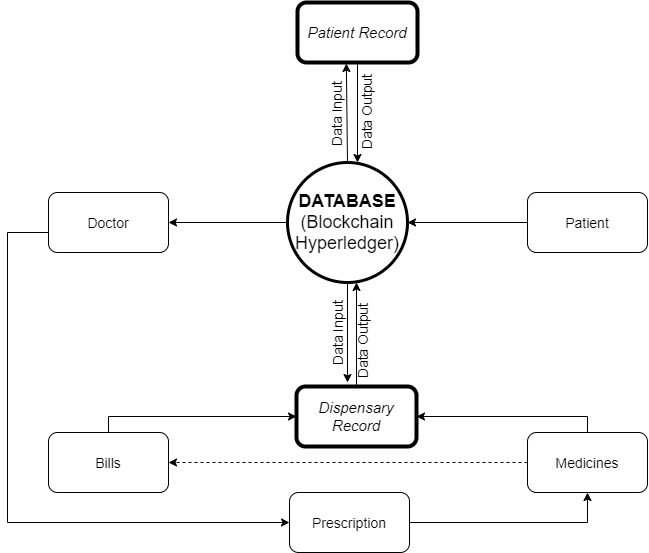 Patient Record
Data Input
Data Output
DATABASE
(Blockchain
Hyperledger)
Doctor
Patient
Data Input
Data Output
Dispensary
Record
Bills
Medicines
Prescription